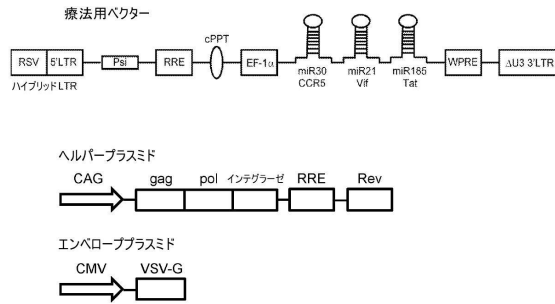 療法用ベクター
cPPT
RSV 5'LTR Psi RRE EF-1α WPRE ΔU3 3'LTR
miR30 miR21 miR185
CCR5 Vif Tat
ハイブリッドLTR
ヘルパープラスミド
CAG gag pol インテグラーゼ RRE Rev
エンベローププラスミド
CMV VSV-G